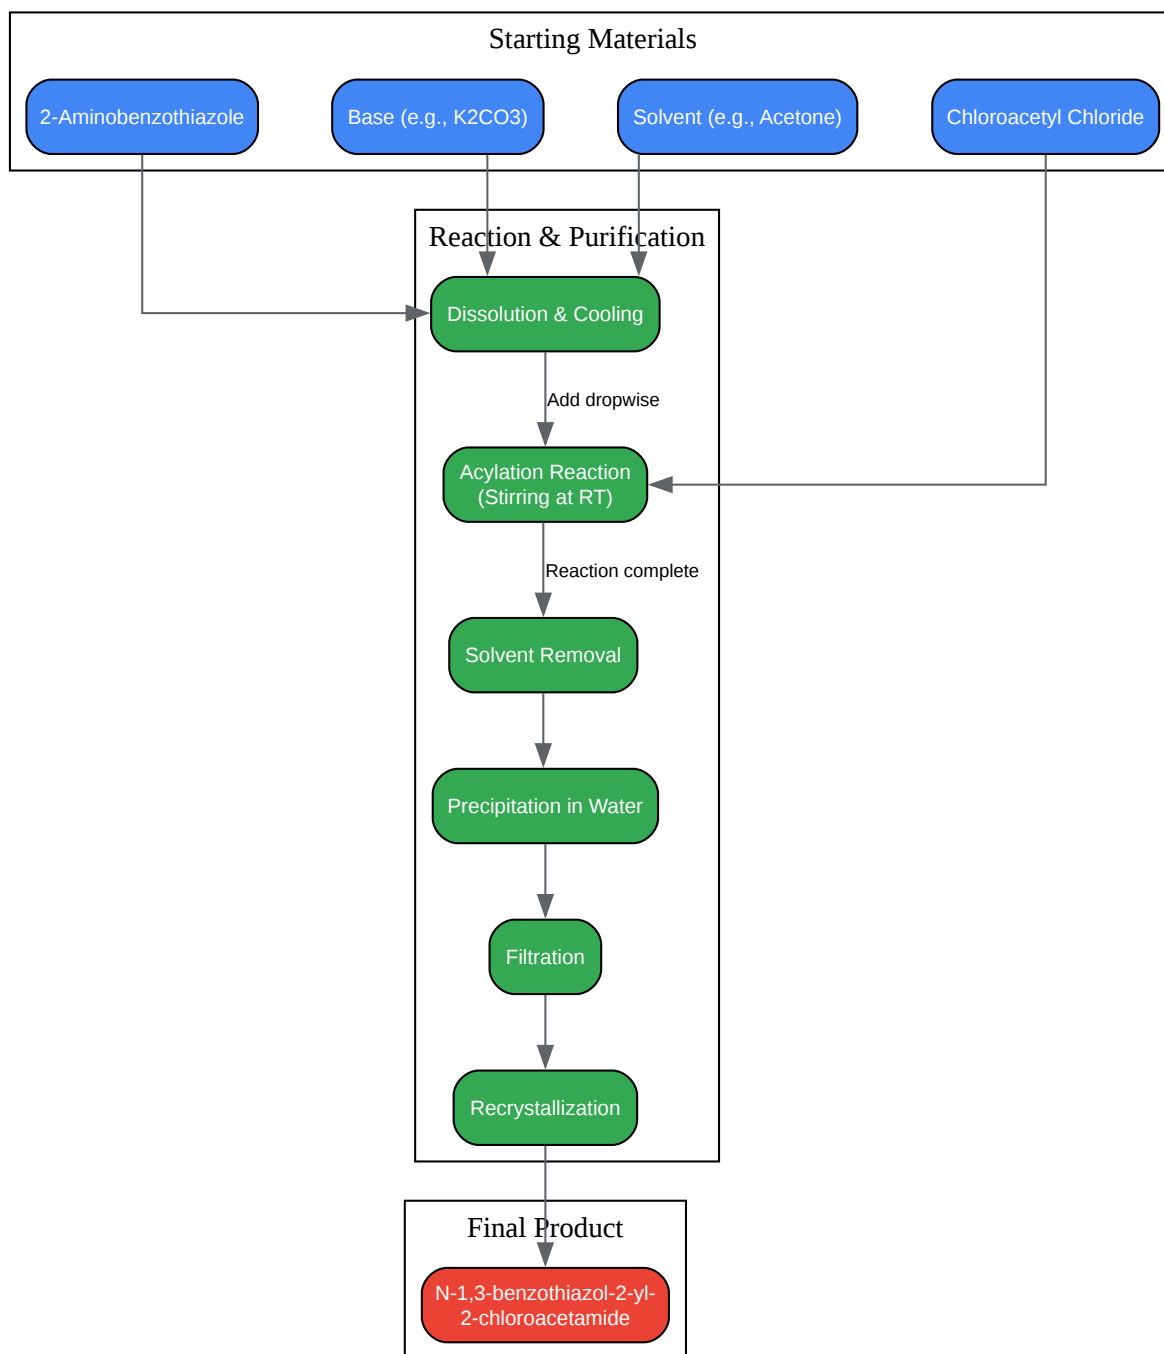 Starting Materials
2-Aminobenzothiazole
Base (e.g., K2CO3)
Solvent (e.g., Acetone)
Chloroacetyl Chloride
Reaction & Purification
Dissolution & Cooling
Add dropwise
Acylation Reaction
(Stirring at RT)
Reaction complete
Solvent Removal
Precipitation in Water
Filtration
Recrystallization
Final Product
N-1,3-benzothiazol-2-yl-
2-chloroacetamide